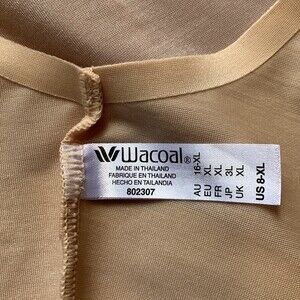 Wacoal®
MADE IN THAILAND
FABRIQUE EN THAILAND
HECHO EN TAILANDIA
802307
AU 16-XL
EU XL
FR XL
JP 3L
UK XL
US 8-XL